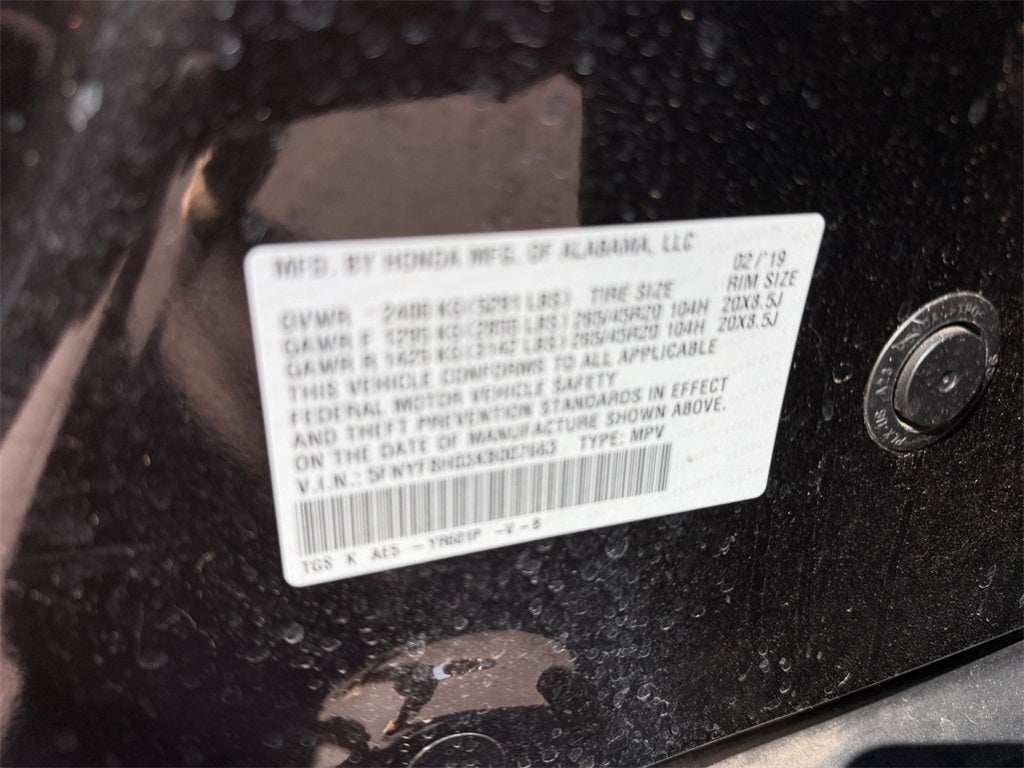 MFD. BY HONDA MFG. OF ALABAMA, LLC 02/'19
GVWR 2400 KG(5291 LBS) TIRE SIZE RIM SIZE
GAWR F 1295 KG 265/45R20 104H 20X8.5J
GAWR R 1425 KG(3142 LBS) 265/45R20 104H 20X8.5J
THIS VEHICLE CONFORMS TO ALL APPLICABLE
FEDERAL MOTOR VEHICLE SAFETY
AND THEFT PREVENTION STANDARDS IN EFFECT
ON THE DATE OF MANUFACTURE SHOWN ABOVE.
V.I.N.: TYPE: MPV
TGS K AE5 -V-B